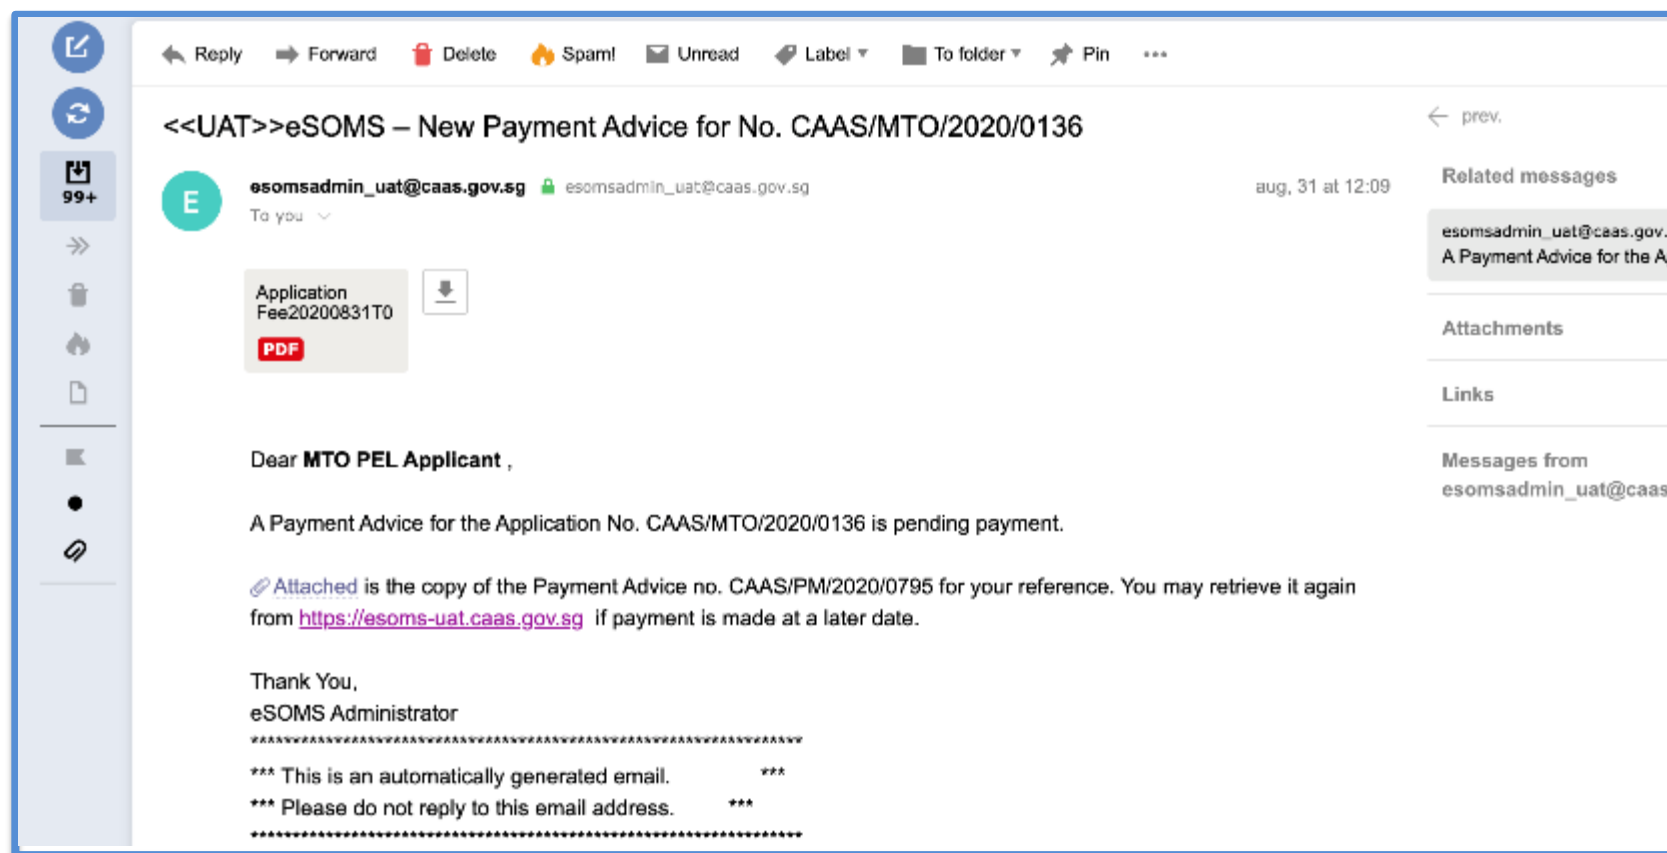 Reply Forward Delete Spam! Unread Label To folder Pin
<<UAT>>eSOMS – New Payment Advice for No. CAAS/MTO/2020/0136
prev.
99+
E
esomsadmin_uat@caas.gov.sg esomsadmin_uat@caas.gov.sg aug, 31 at 12:09
To you
Related messages
esomsadmin_uat@caas.gov.
A Payment Advice for the A
Application
Fee20200831T0
PDF
Attachments
Links
Messages from
esomsadmin_uat@caas
Dear MTO PEL Applicant ,
A Payment Advice for the Application No. CAAS/MTO/2020/0136 is pending payment.
Attached is the copy of the Payment Advice no. CAAS/PM/2020/0795 for your reference. You may retrieve it again
from https://esoms-uat.caas.gov.sg if payment is made at a later date.
Thank You,
eSOMS Administrator
*******************************************************************
*** This is an automatically generated email. ***
*** Please do not reply to this email address. ***
*******************************************************************